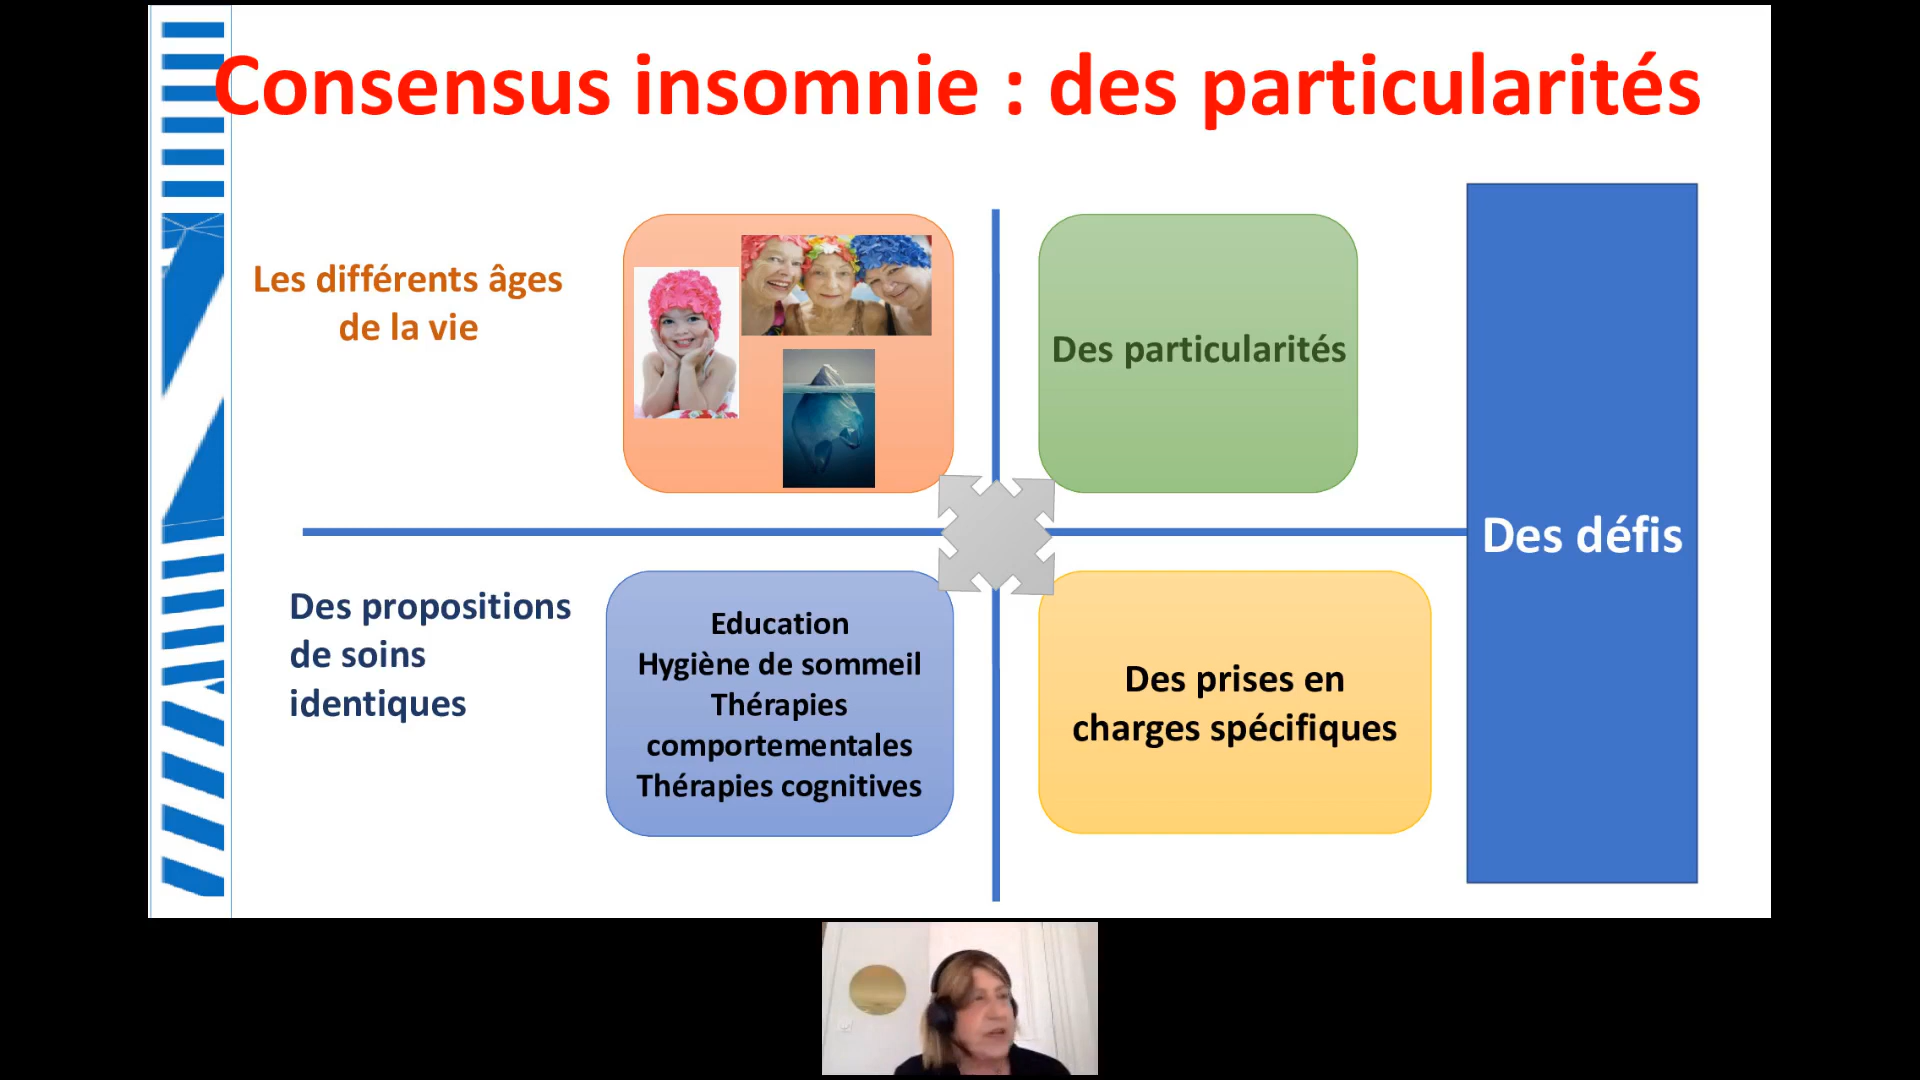 Consensus insomnie : des particularités
Les différents âges
de la vie
Des particularités
Des défis
Des propositions
de soins
identiques
Education
Hygiène de sommeil
Thérapies
comportementales
Thérapies cognitives
Des prises en
charges spécifiques